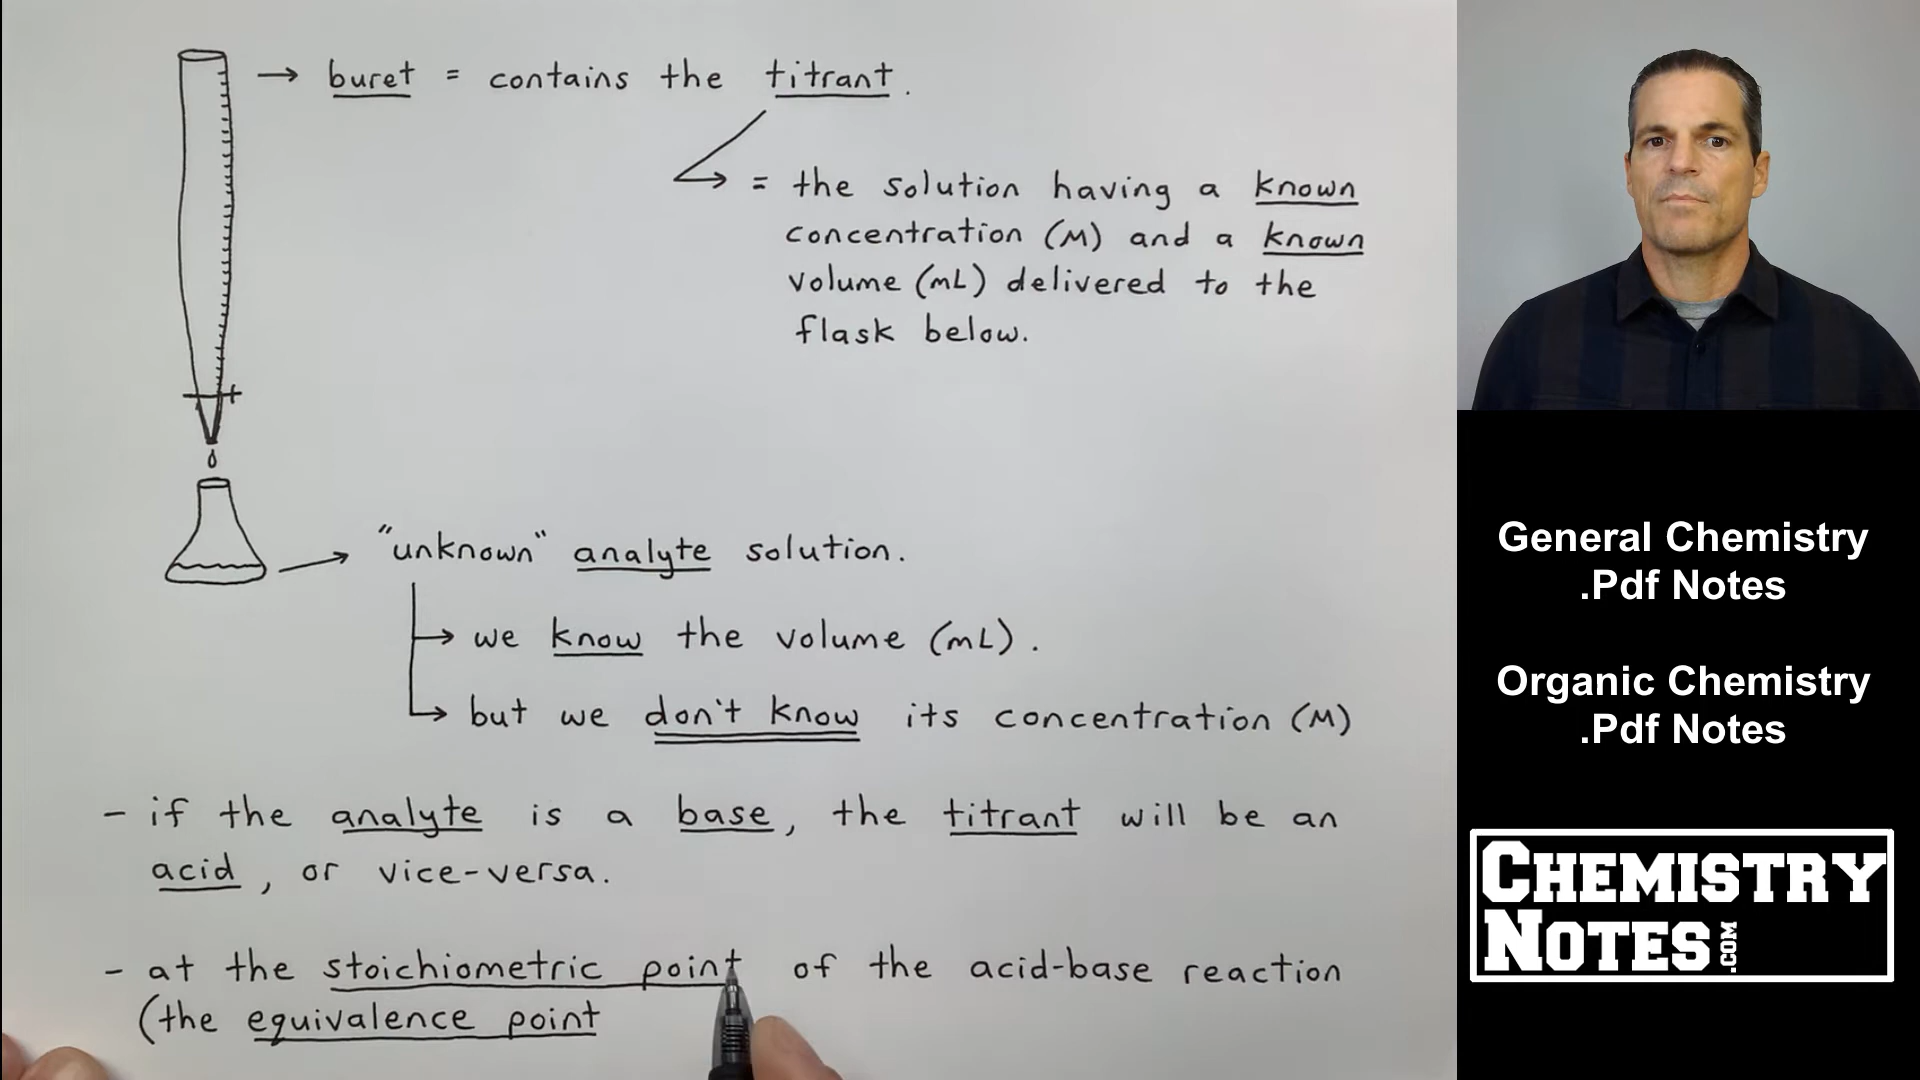 → buret = contains the titrant.
= the solution having a known
concentration (M) and a known
volume (mL) delivered to the
flask below.
"unknown" analyte solution.
→ we know the volume (mL).
→ but we don't know its concentration (M)
- if the analyte is a base, the titrant will be an
acid, or vice-versa.
- at the stoichiometric point of the acid-base reaction
(the equivalence point
General Chemistry
.Pdf Notes
Organic Chemistry
.Pdf Notes
CHEMISTRY
NOTES.COM